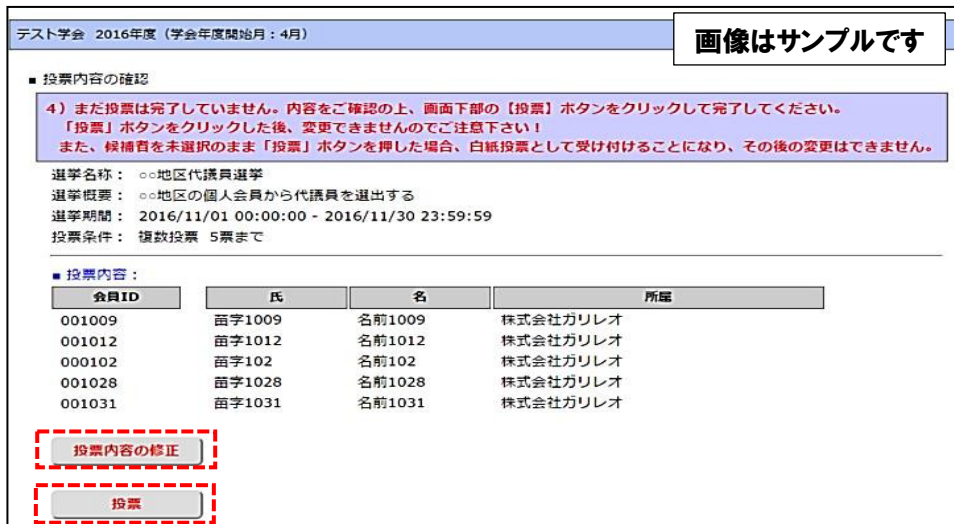 テスト学会 2016年度（学会年度開始月：4月）
画像はサンプルです
■ 投票内容の確認
4）まだ投票は完了していません。内容をご確認の上、画面下部の【投票】ボタンをクリックして完了してください。
「投票」ボタンをクリックした後、変更できませんのでご注意下さい！
また、候補者を未選択のまま「投票」ボタンを押した場合、白紙投票として受け付けることになり、その後の変更はできません。
選挙名称： ○○地区代議員選挙
選挙概要： ○○地区の個人会員から代議員を選出する
選挙期間： 2016/11/01 00:00:00 - 2016/11/30 23:59:59
投票条件： 複数投票 5票まで
■ 投票内容：
会員ID 氏 名 所属
001009 苗字1009 名前1009 株式会社ガリレオ
001012 苗字1012 名前1012 株式会社ガリレオ
000102 苗字102 名前102 株式会社ガリレオ
001028 苗字1028 名前1028 株式会社ガリレオ
001031 苗字1031 名前1031 株式会社ガリレオ
投票内容の修正
投票